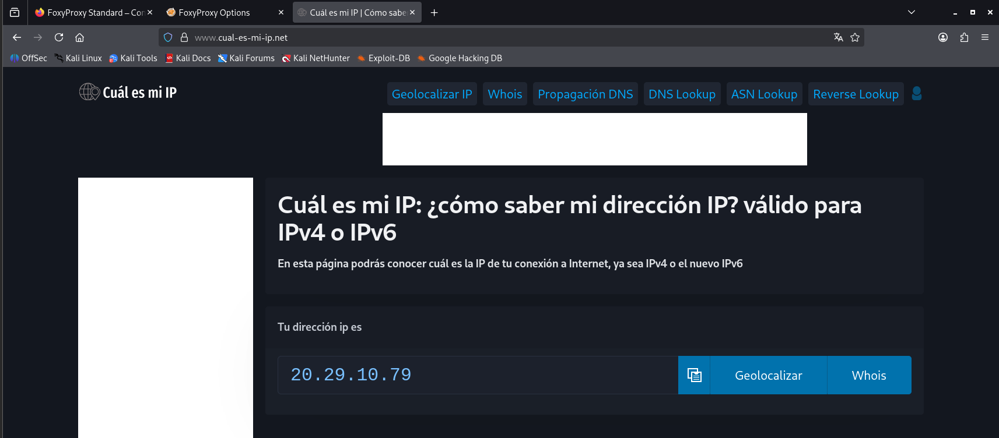 FoxyProxy Standard – Con
FoxyProxy Options
Cuál es mi IP | Cómo sabe
www.cual-es-mi-ip.net
OffSec
Kali Linux
Kali Tools
Kali Docs
Kali Forums
Kali NetHunter
Exploit-DB
Google Hacking DB
Cuál es mi IP
Geolocalizar IP
Whois
Propagación DNS
DNS Lookup
ASN Lookup
Reverse Lookup
Cuál es mi IP: ¿cómo saber mi dirección IP? válido para
IPv4 o IPv6
En esta página podrás conocer cuál es la IP de tu conexión a Internet, ya sea IPv4 o el nuevo IPv6
Tu dirección ip es
20.29.10.79
Geolocalizar
Whois